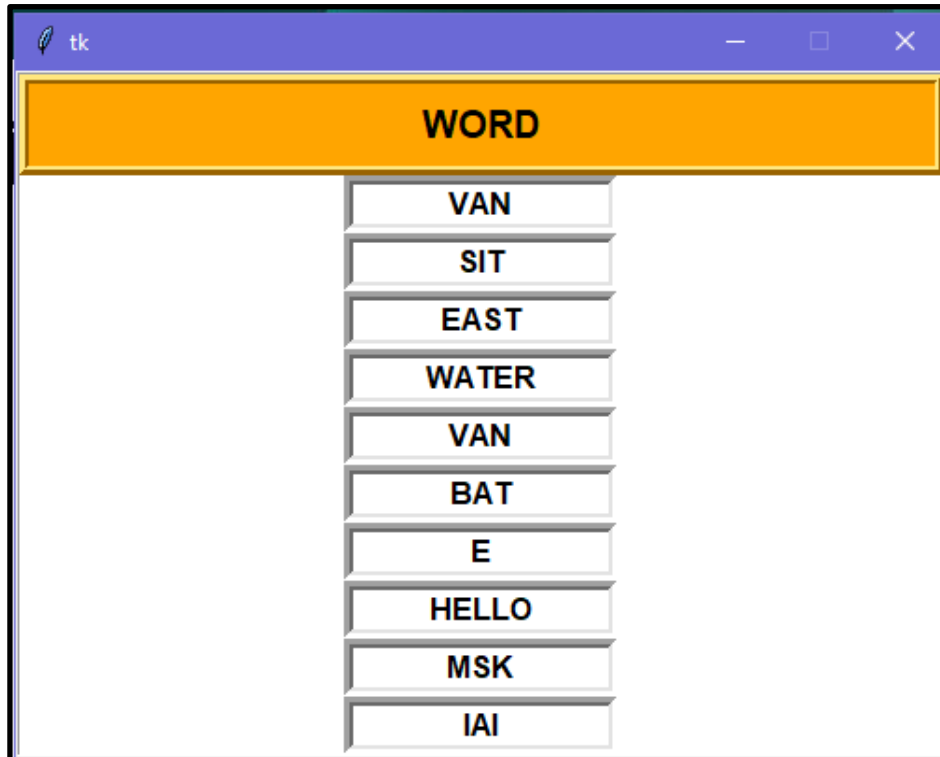 tk
WORD
VAN
SIT
EAST
WATER
VAN
BAT
E
HELLO
MSK
IAI